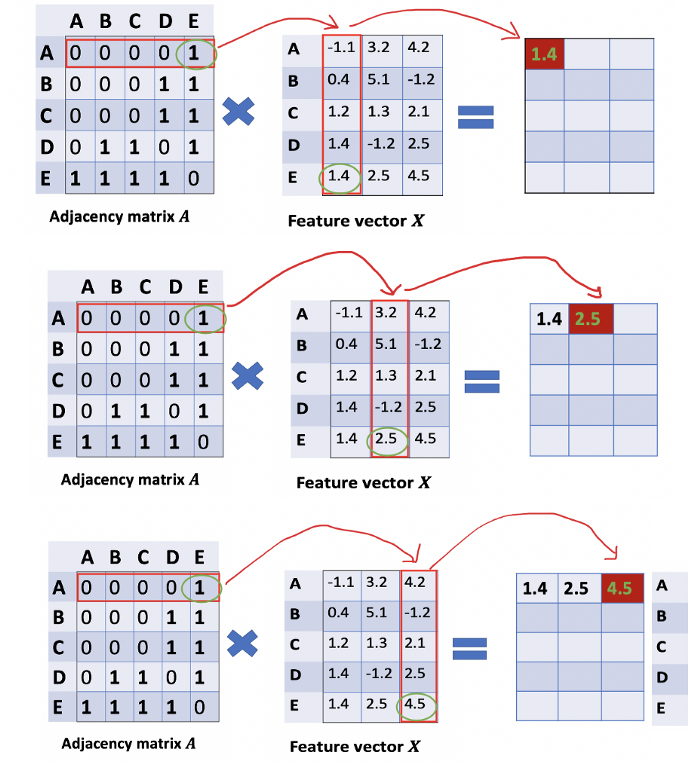 A B C D E
A 0 0 0 0 1
B 0 0 0 1 1
C 0 0 0 1 1
D 0 1 1 0 1
E 1 1 1 1 0
Adjacency matrix A
A -1.1 3.2 4.2
B 0.4 5.1 -1.2
C 1.2 1.3 2.1
D 1.4 -1.2 2.5
E 1.4 2.5 4.5
Feature vector X
1.4
A B C D E
A 0 0 0 0 1
B 0 0 0 1 1
C 0 0 0 1 1
D 0 1 1 0 1
E 1 1 1 1 0
Adjacency matrix A
A -1.1 3.2 4.2
B 0.4 5.1 -1.2
C 1.2 1.3 2.1
D 1.4 -1.2 2.5
E 1.4 2.5 4.5
Feature vector X
1.4 2.5
A B C D E
A 0 0 0 0 1
B 0 0 0 1 1
C 0 0 0 1 1
D 0 1 1 0 1
E 1 1 1 1 0
Adjacency matrix A
A -1.1 3.2 4.2
B 0.4 5.1 -1.2
C 1.2 1.3 2.1
D 1.4 -1.2 2.5
E 1.4 2.5 4.5
Feature vector X
1.4 2.5 4.5 A
B
C
D
E